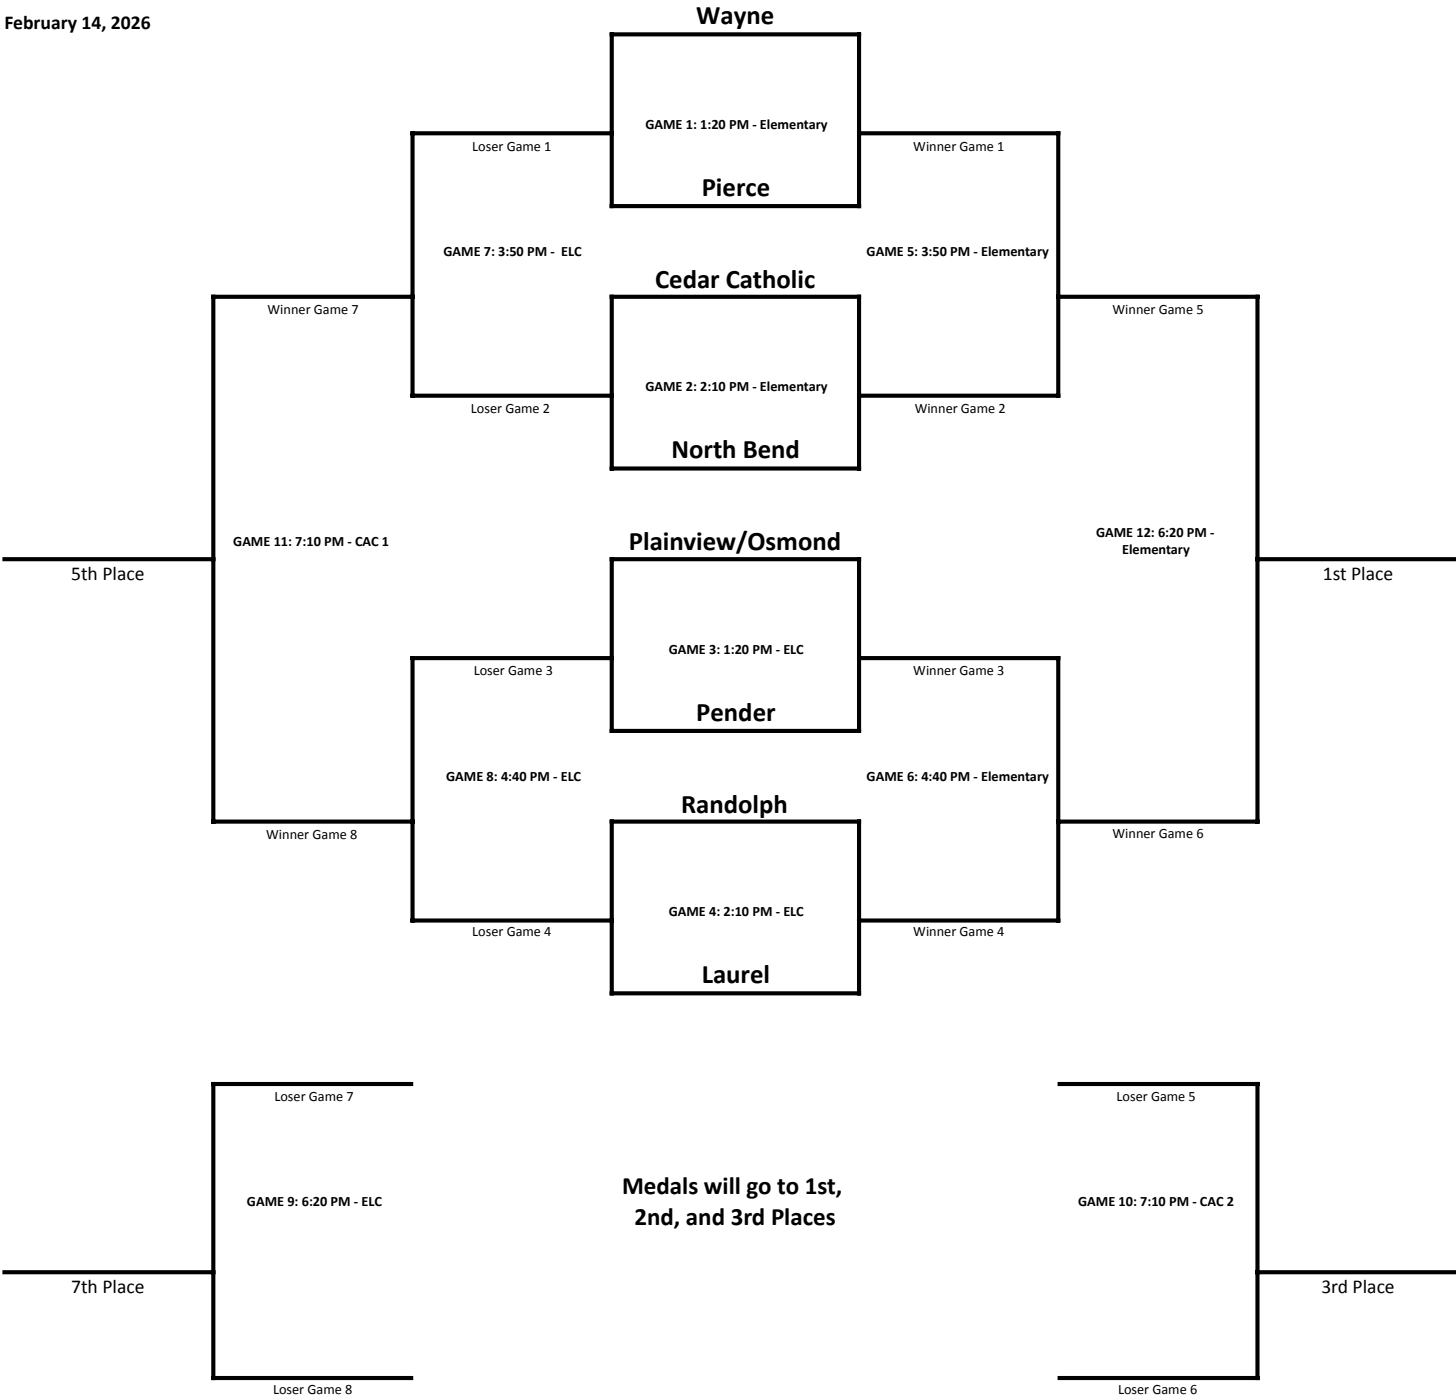 February 14, 2026
Wayne
GAME 1: 1:20 PM - Elementary
Loser Game 1
Winner Game 1
Pierce
GAME 7: 3:50 PM -  ELC
GAME 5: 3:50 PM - Elementary
Cedar Catholic
Winner Game 7
Winner Game 5
GAME 2: 2:10 PM - Elementary
Loser Game 2
Winner Game 2
North Bend
GAME 11: 7:10 PM - CAC 1
Plainview/Osmond
GAME 12: 6:20 PM -
Elementary
5th Place
1st Place
GAME 3: 1:20 PM - ELC
Loser Game 3
Winner Game 3
Pender
GAME 8: 4:40 PM - ELC
GAME 6: 4:40 PM - Elementary
Randolph
Winner Game 8
Winner Game 6
GAME 4: 2:10 PM - ELC
Loser Game 4
Winner Game 4
Laurel
Loser Game 7
Loser Game 5
Medals will go to 1st,
2nd, and 3rd Places
GAME 9: 6:20 PM - ELC
GAME 10: 7:10 PM - CAC 2
7th Place
3rd Place
Loser Game 8
Loser Game 6